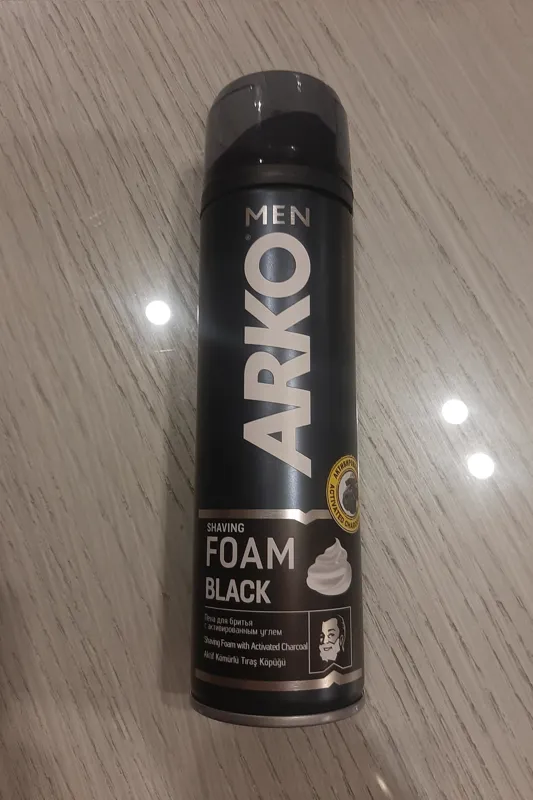 MEN
ARKO
SHAVING
FOAM
BLACK
Пена для бритья
с активированным углем
Shaving Foam with Activated Charcoal
Aktif Kömürlü Tıraş Köpüğü
ACTIVATED